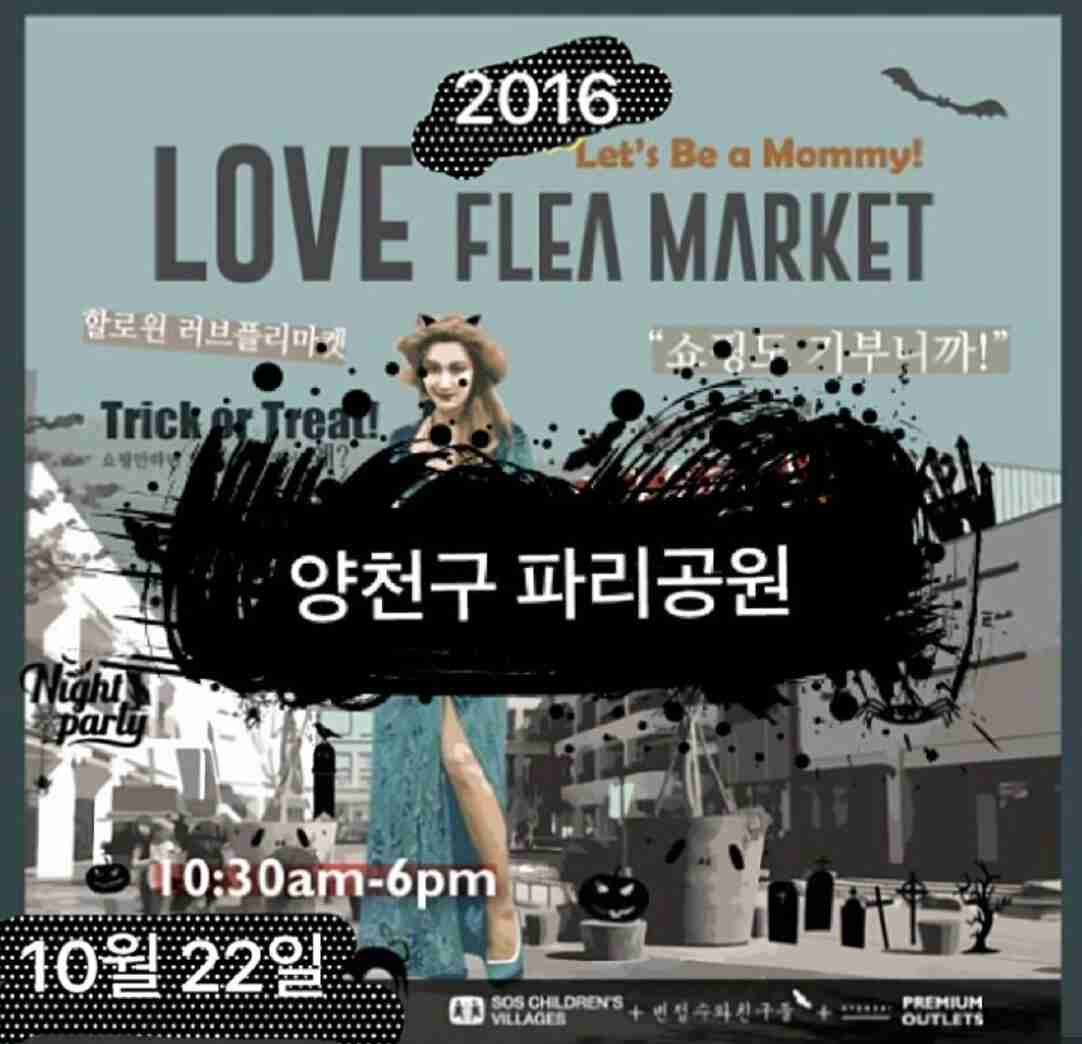 2016
Let's Be a Mommy!
LOVE FLEA MARKET
할로윈 러브플리마켓
"쇼핑도 기부니까!"
Trick or Treat!
양천구 파리공원
Night
party
10:30am-6pm
10월 22일
SOS CHILDREN'S
VILLAGES
+
+
PREMIUM
OUTLETS